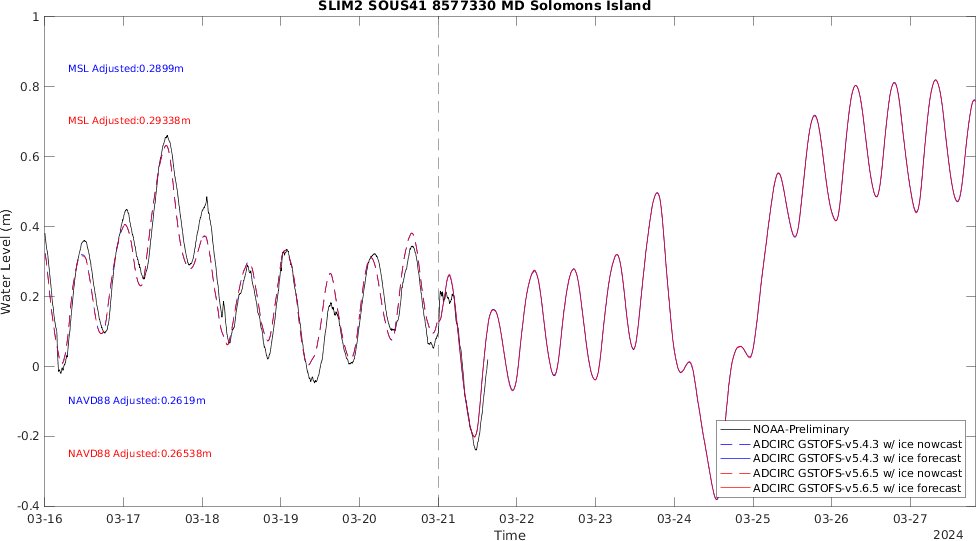 SLIM2 SOUS41 8577330 MD Solomons Island
MSL Adjusted:0.2899m
MSL Adjusted:0.29338m
NAVD88 Adjusted:0.2619m
NAVD88 Adjusted:0.26538m
Water Level (m)
1
0.8
0.6
0.4
0.2
0
-0.2
-0.4
NOAA-Preliminary
ADCIRC GSTOFS-v5.4.3 w/ ice nowcast
ADCIRC GSTOFS-v5.4.3 w/ ice forecast
ADCIRC GSTOFS-v5.6.5 w/ ice nowcast
ADCIRC GSTOFS-v5.6.5 w/ ice forecast
03-16 03-17 03-18 03-19 03-20 03-21 03-22 03-23 03-24 03-25 03-26 03-27
Time
2024